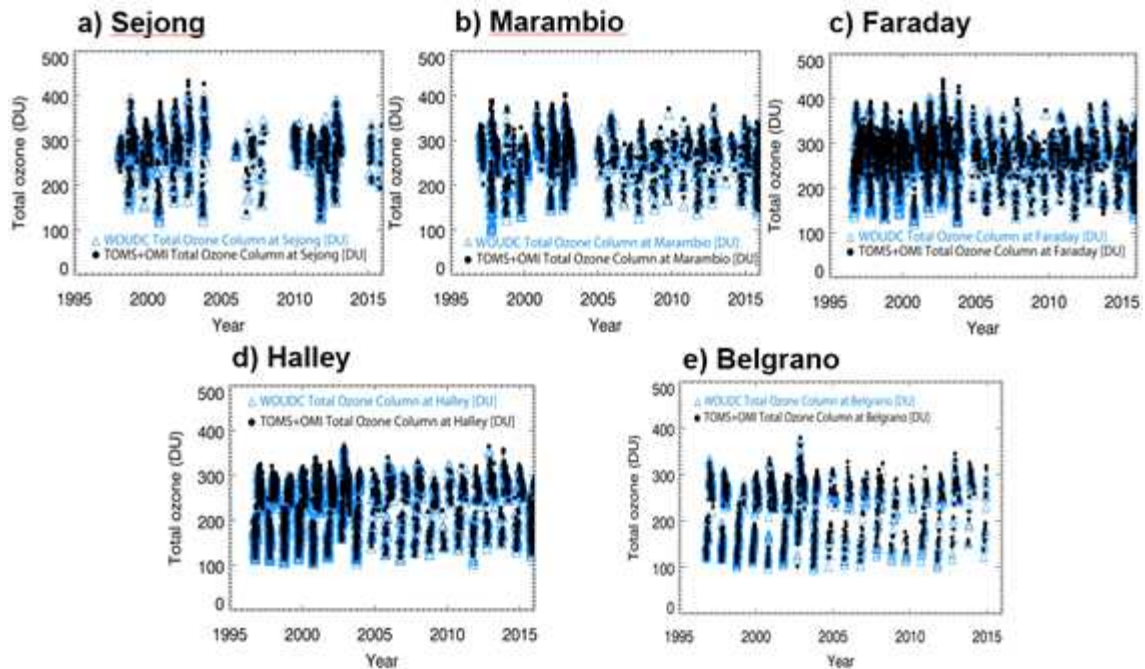 a) Sejong
b) Marambio
c) Faraday
500
400
300
200
100
0
Total ozone (DU)
△ WOUDC Total Ozone Column at Sejong [DU]
● TOMS+OMI Total Ozone Column at Sejong [DU]
1995 2000 2005 2010 2015
Year
500
400
300
200
100
0
Total ozone (DU)
△ WOUDC Total Ozone Column at Marambio [DU]
● TOMS+OMI Total Ozone Column at Marambio [DU]
1995 2000 2005 2010 2015
Year
500
400
300
200
100
0
Total ozone (DU)
△ WOUDC Total Ozone Column at Faraday [DU]
● TOMS+OMI Total Ozone Column at Faraday [DU]
1995 2000 2005 2010 2015
Year
d) Halley
e) Belgrano
500
400
300
200
100
0
Total ozone (DU)
△ WOUDC Total Ozone Column at Halley [DU]
● TOMS+OMI Total Ozone Column at Halley [DU]
1995 2000 2005 2010 2015
Year
500
400
300
200
100
0
Total ozone (DU)
△ WOUDC Total Ozone Column at Belgrano [DU]
● TOMS+OMI Total Ozone Column at Belgrano [DU]
1995 2000 2005 2010 2015
Year